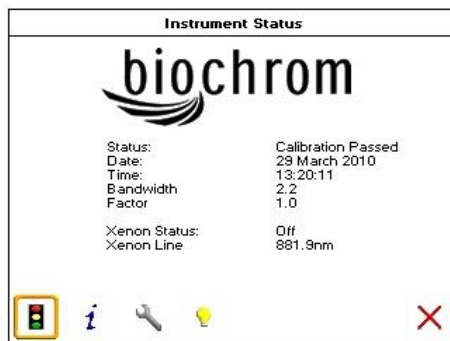 Instrument Status
biochrom
Status: Calibration Passed
Date: 29 March 2010
Time: 13:20:11
Bandwidth 2.2
Factor 1.0
Xenon Status: Off
Xenon Line 881.9nm
i